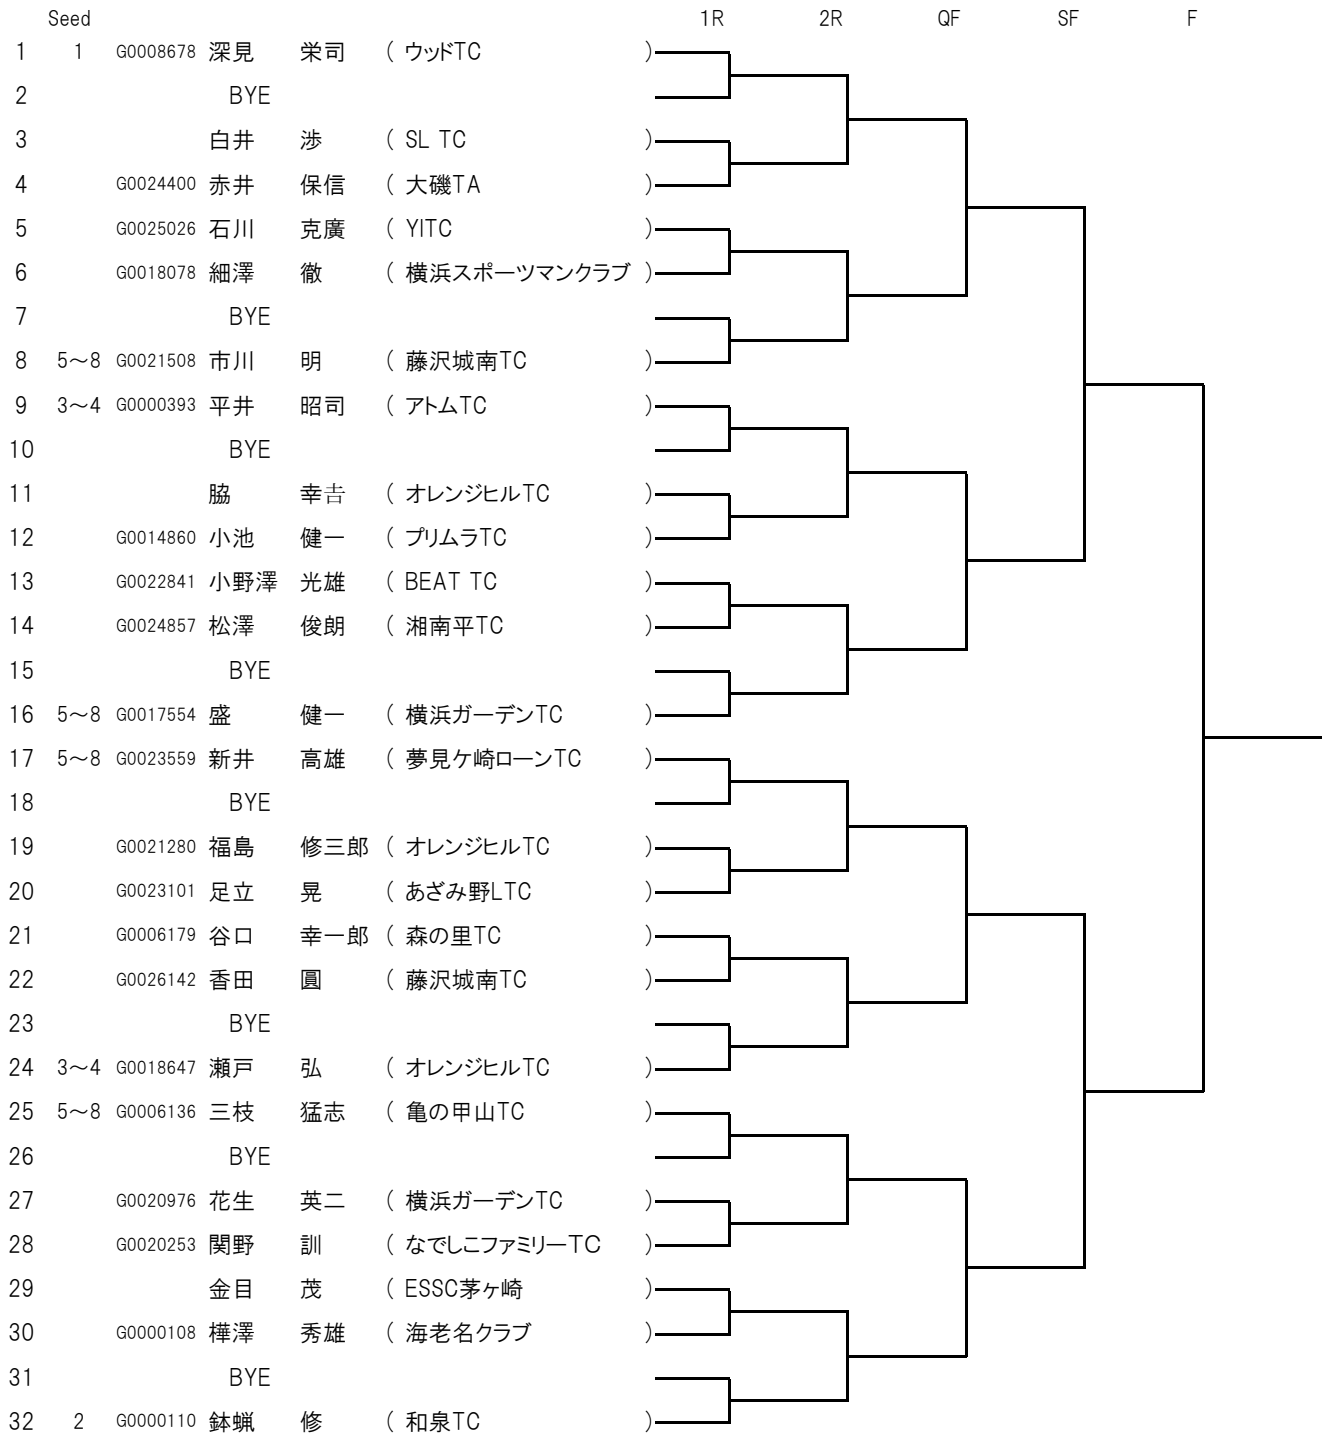 Seed 1R 2R QF SF F
1 1 G0008678 深見 栄司 ( ウッドTC )
2 BYE
3 白井 渉 ( SL TC )
4 G0024400 赤井 保信 ( 大磯TA )
5 G0025026 石川 克廣 ( YITC )
6 G0018078 細澤 徹 ( 横浜スポーツマンクラブ )
7 BYE
8 5～8 G0021508 市川 明 ( 藤沢城南TC )
9 3～4 G0000393 平井 昭司 ( アトムTC )
10 BYE
11 脇 幸𠮷 ( オレンジヒルTC )
12 G0014860 小池 健一 ( プリムラTC )
13 G0022841 小野澤 光雄 ( BEAT TC )
14 G0024857 松澤 俊朗 ( 湘南平TC )
15 BYE
16 5～8 G0017554 盛 健一 ( 横浜ガーデンTC )
17 5～8 G0023559 新井 高雄 ( 夢見ケ崎ローンTC )
18 BYE
19 G0021280 福島 修三郎 ( オレンジヒルTC )
20 G0023101 足立 晃 ( あざみ野LTC )
21 G0006179 谷口 幸一郎 ( 森の里TC )
22 G0026142 香田 圓 ( 藤沢城南TC )
23 BYE
24 3～4 G0018647 瀬戸 弘 ( オレンジヒルTC )
25 5～8 G0006136 三枝 猛志 ( 亀の甲山TC )
26 BYE
27 G0020976 花生 英二 ( 横浜ガーデンTC )
28 G0020253 関野 訓 ( なでしこファミリーTC )
29 金目 茂 ( ESSC茅ヶ崎 )
30 G0000108 樺澤 秀雄 ( 海老名クラブ )
31 BYE
32 2 G0000110 鉢蝋 修 ( 和泉TC )